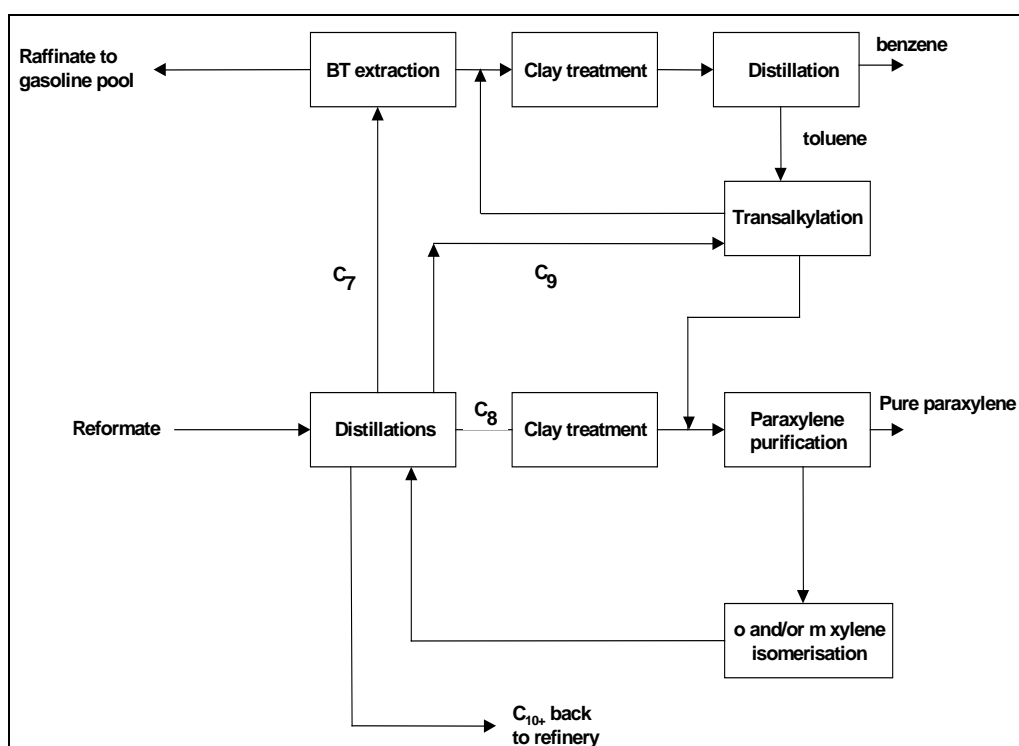 Raffinate to
gasoline pool
BT extraction
Clay treatment
Distillation
benzene
toluene
Transalkylation
C7
C9
Reformate
Distillations
C8
Clay treatment
Paraxylene
purification
Pure paraxylene
o and/or m xylene
isomerisation
C10+ back
to refinery